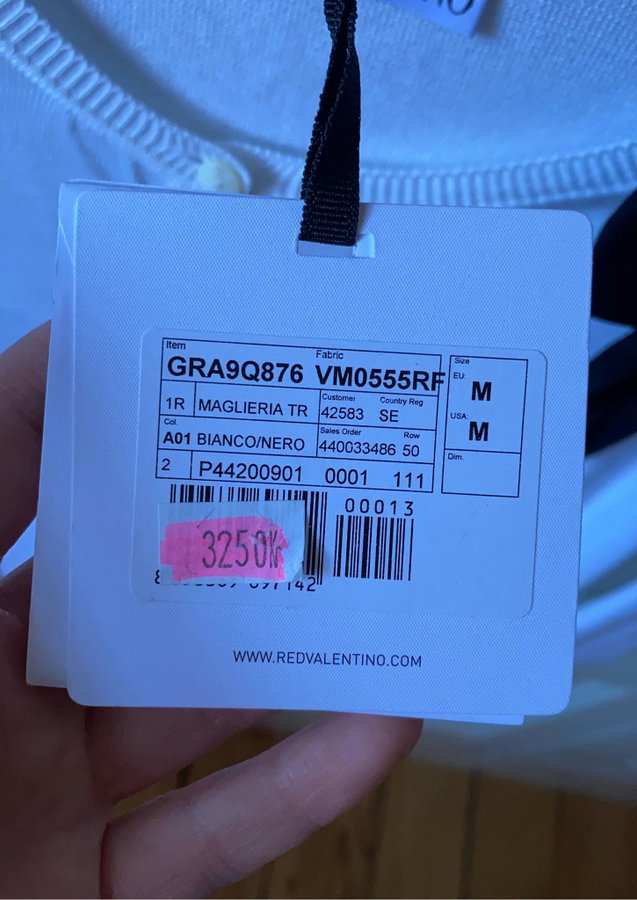 Item
Fabric
GRA9Q876 VM0555RF
1R MAGLIERIA TR
Customer Country Reg
42583 SE
Col.
A01 BIANCO/NERO
Sales Order Row
440033486 50
2 P44200901 0001 111
Size
EU: M
USA: M
Dim.
00013
3250Kr
WWW.REDVALENTINO.COM